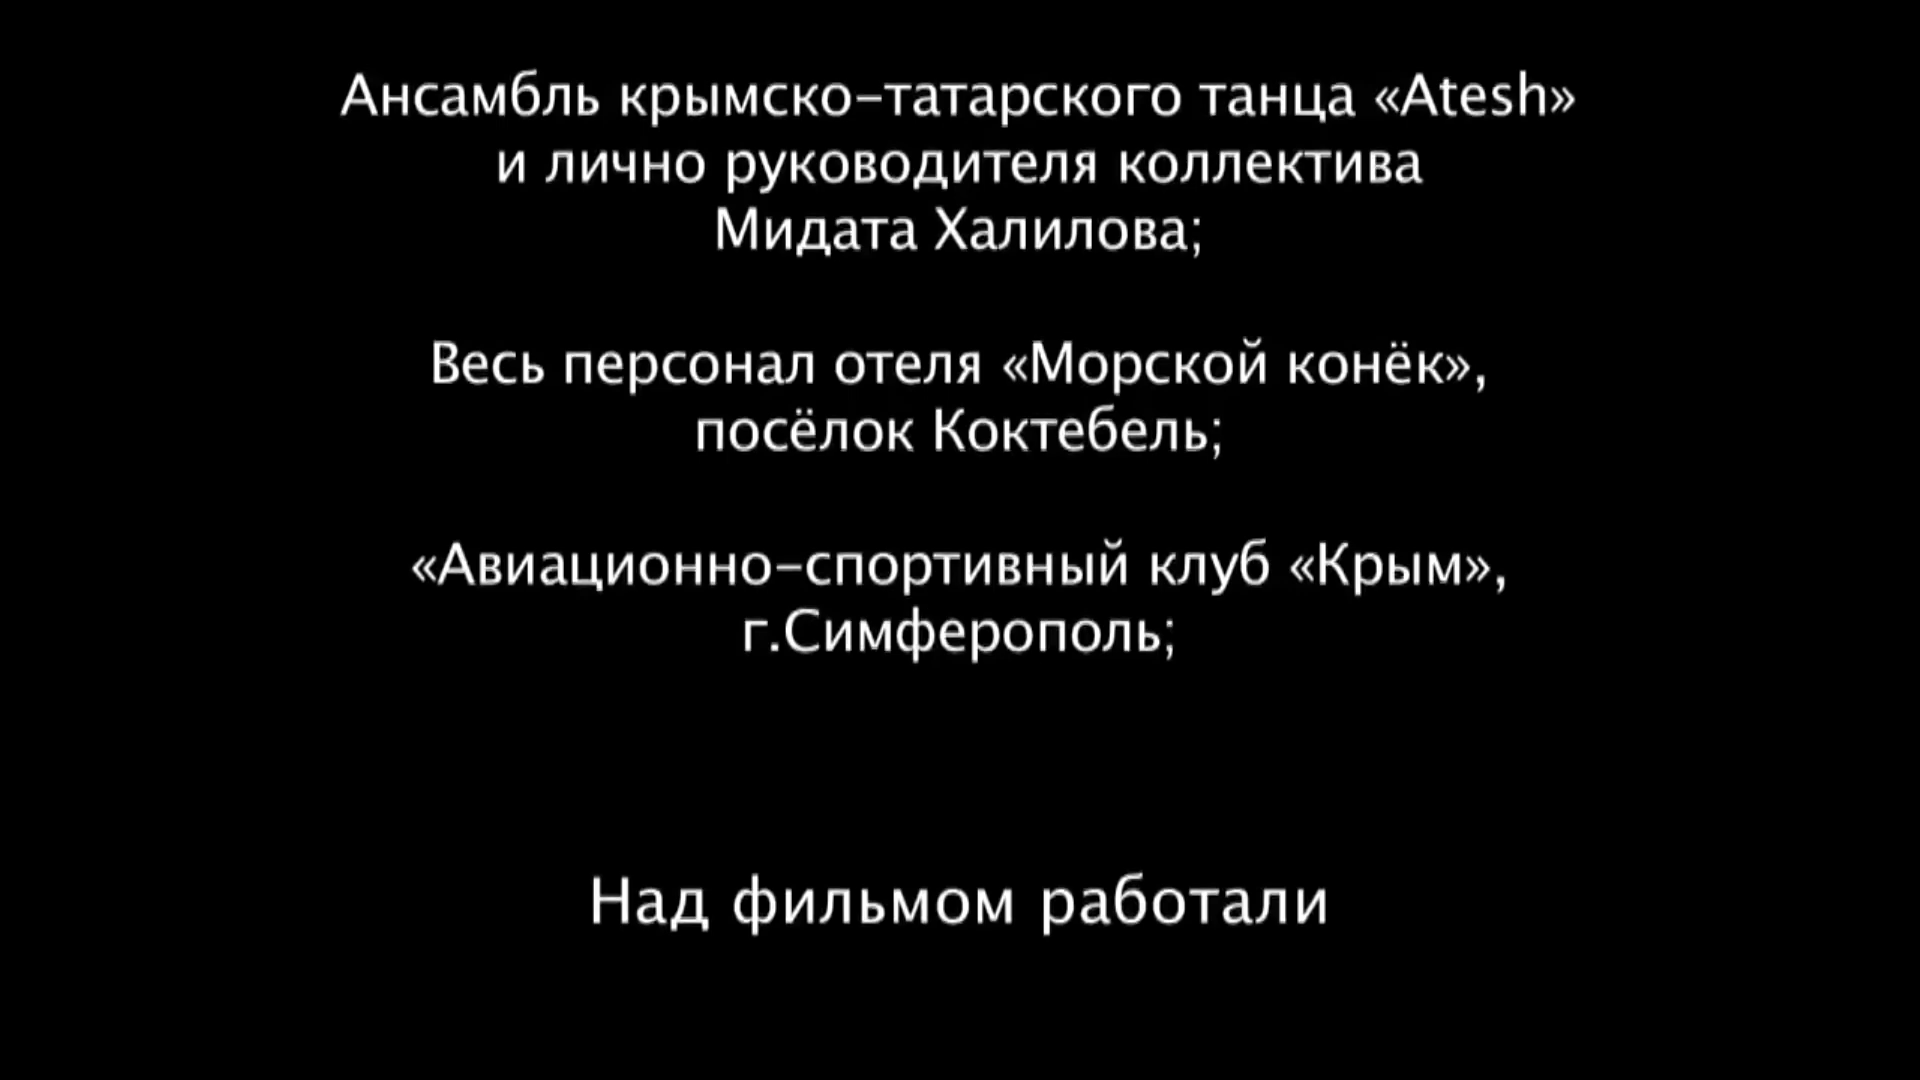 Ансамбль крымско-татарского танца «Atesh»
и лично руководителя коллектива
Мидата Халилова;
Весь персонал отеля «Морской конёк»,
посёлок Коктебель;
«Авиационно-спортивный клуб «Крым»,
г.Симферополь;
Над фильмом работали